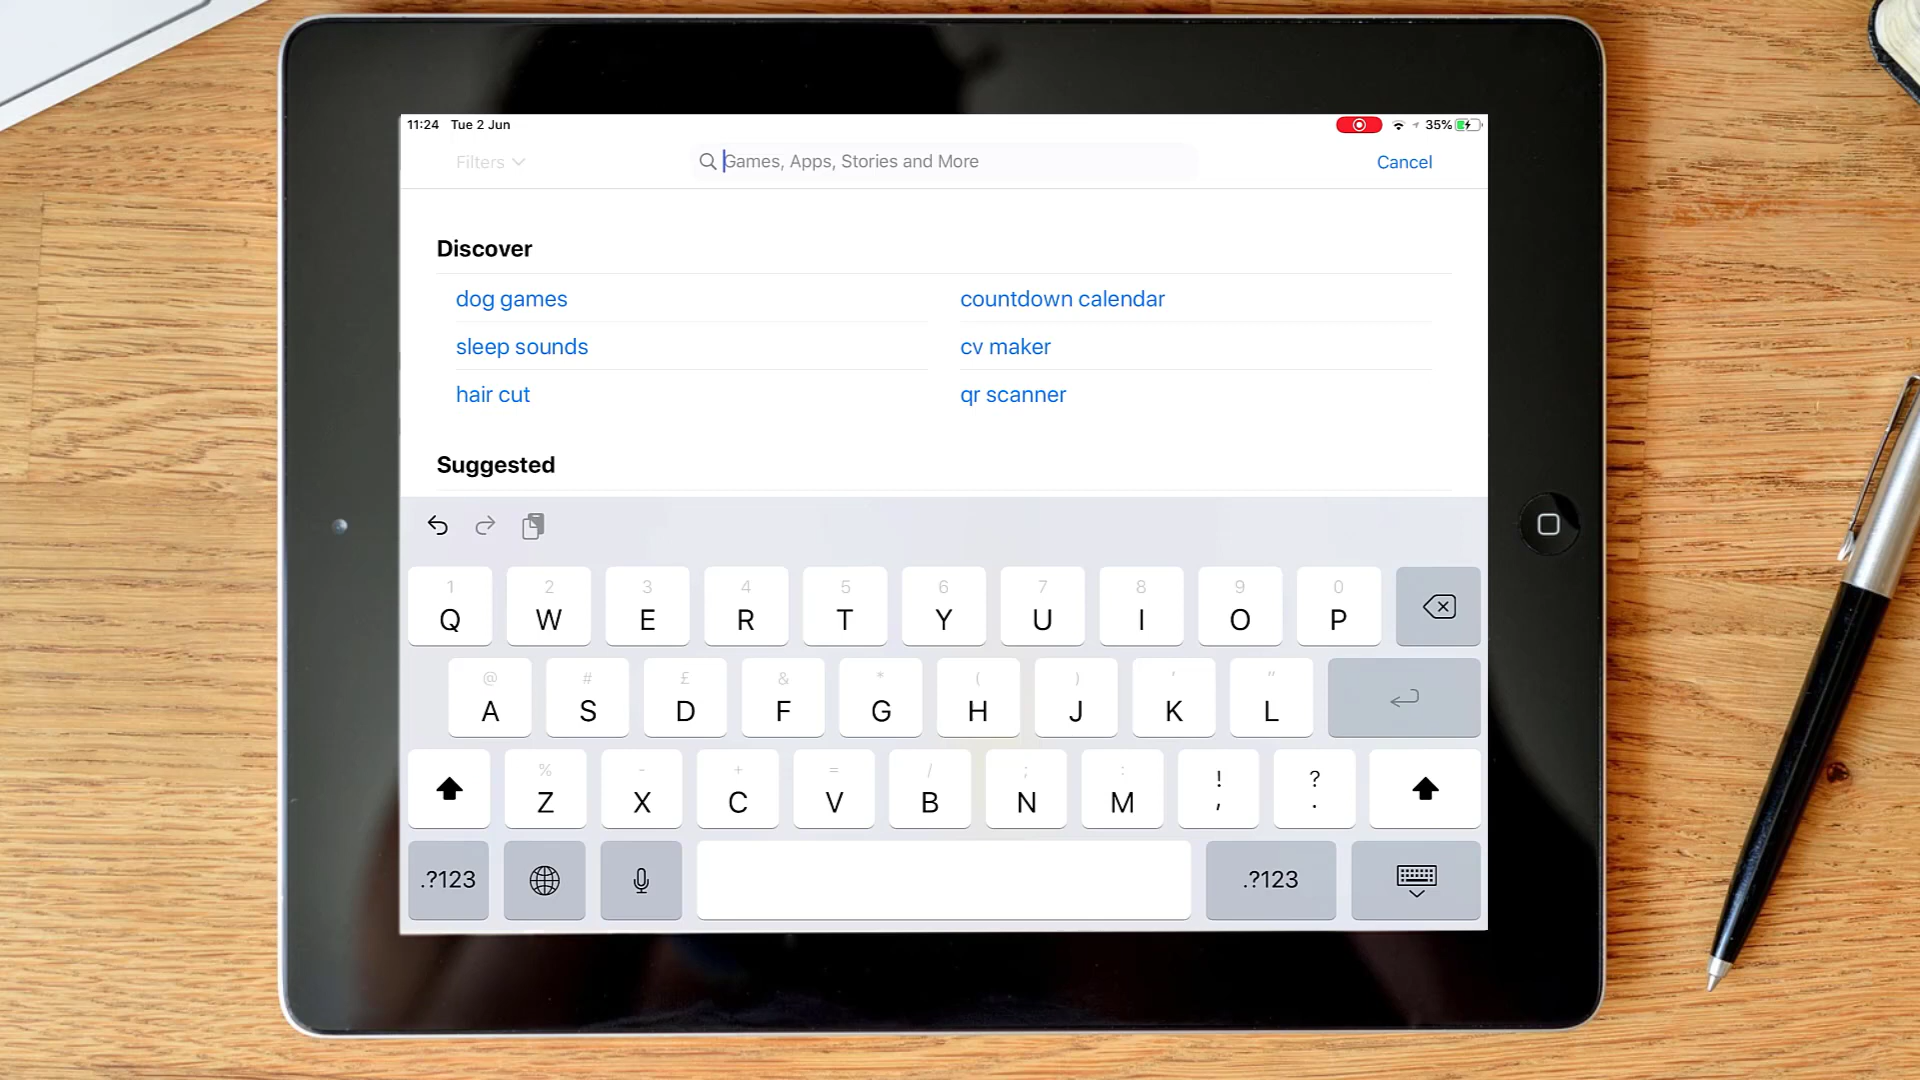 11:24 Tue 2 Jun 35%
Filters Games, Apps, Stories and More Cancel
Discover
dog games countdown calendar
sleep sounds cv maker
hair cut qr scanner
Suggested
1 2 3 4 5 6 7 8 9 0
Q W E R T Y U I O P
@ # £ & * ( ) ' "
A S D F G H J K L
% - + = / ; : ! ?
Z X C V B N M , .
.?123 .?123